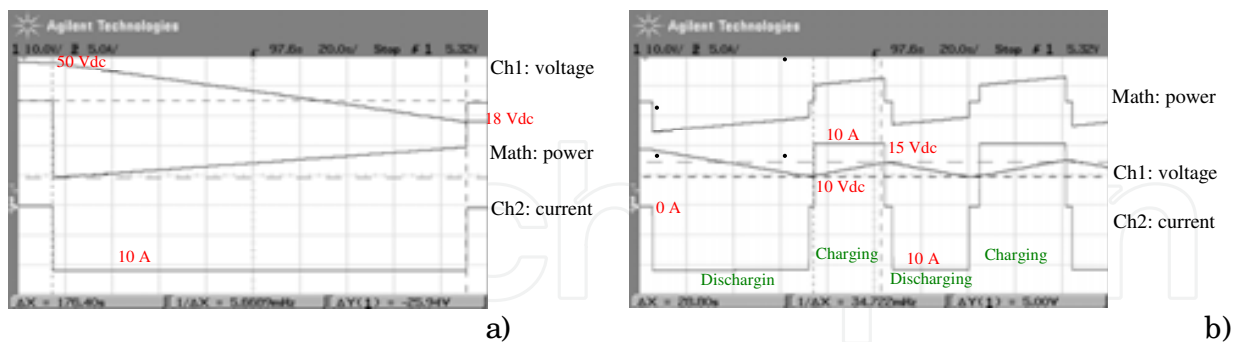 Agilent Technologies
1 10.0V/ 2 5.0A/ 97.6s 20.0s/ Stop f 1 5.32V
50 Vdc
Ch1: voltage
18 Vdc
Math: power
Ch2: current
10 A
ΔX = 176.40s 1/ΔX = 5.6689mHz ΔY(1) = -25.94V
a)
Agilent Technologies
1 10.0V/ 2 5.0A/ 97.6s 20.0s/ Stop f 1 5.32V
Math: power
10 A
15 Vdc
Ch1: voltage
10 Vdc
0 A
Ch2: current
Charging
10 A
Charging
Dischargin
Discharging
ΔX = 28.80s 1/ΔX = 34.722mHz ΔY(1) = 5.00V
b)